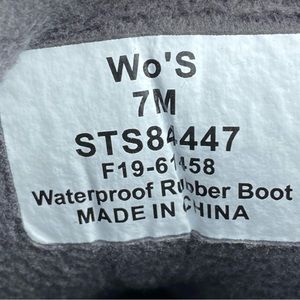 Wo'S
7M
STS84447
F19-61458
Waterproof Rubber Boot
MADE IN CHINA